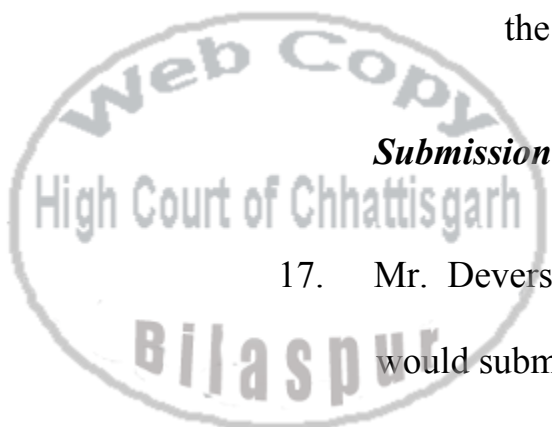 the
Web Copy
Submission
High Court of Chhattisgarh
17. Mr. Devers
Bilaspur
would subm